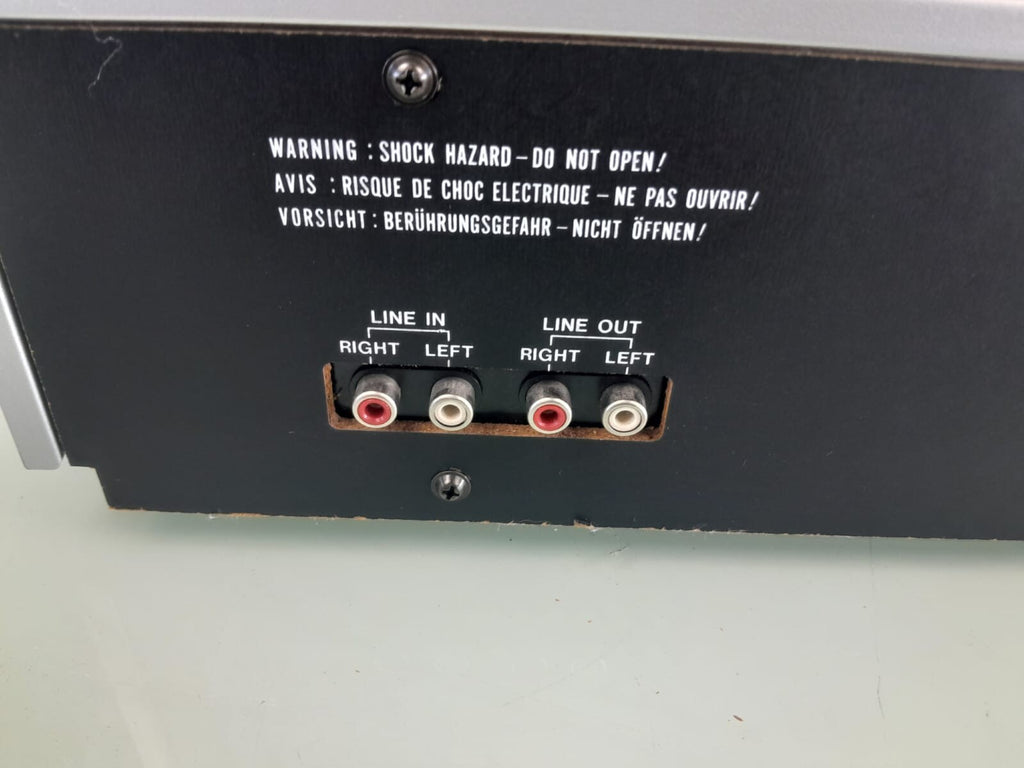 WARNING : SHOCK HAZARD – DO NOT OPEN!
AVIS : RISQUE DE CHOC ELECTRIQUE – NE PAS OUVRIR!
VORSICHT : BERÜHRUNGSGEFAHR – NICHT ÖFFNEN!
LINE IN LINE OUT
RIGHT LEFT RIGHT LEFT